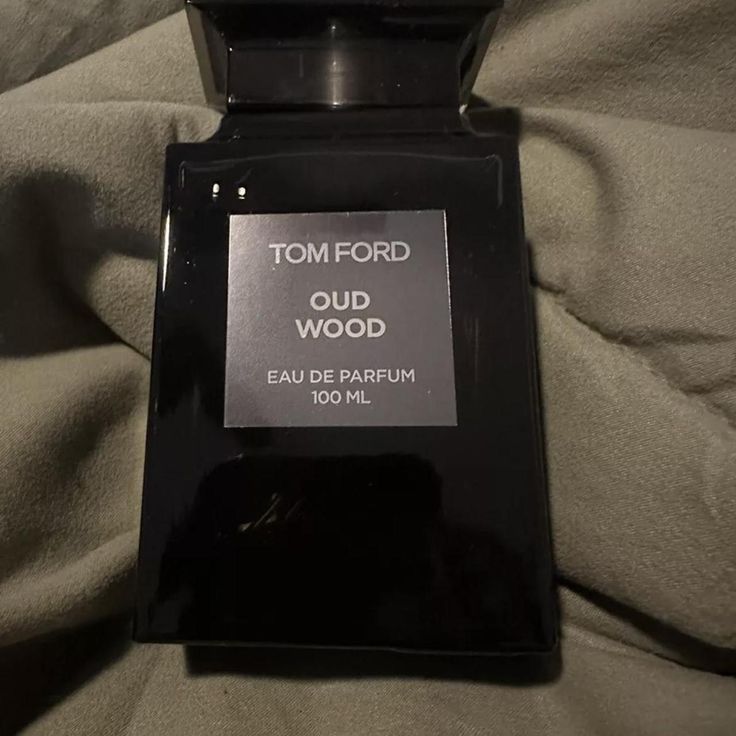 TOM FORD
OUD
WOOD
EAU DE PARFUM
100 ML